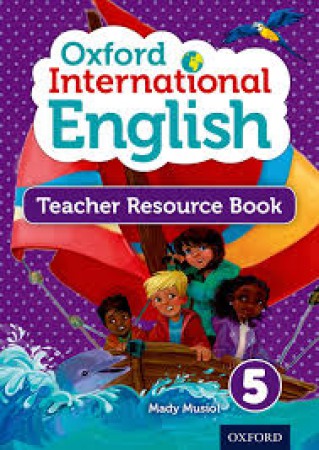 Oxford
International
English
Teacher Resource Book
5
Mady Musiol
OXFORD